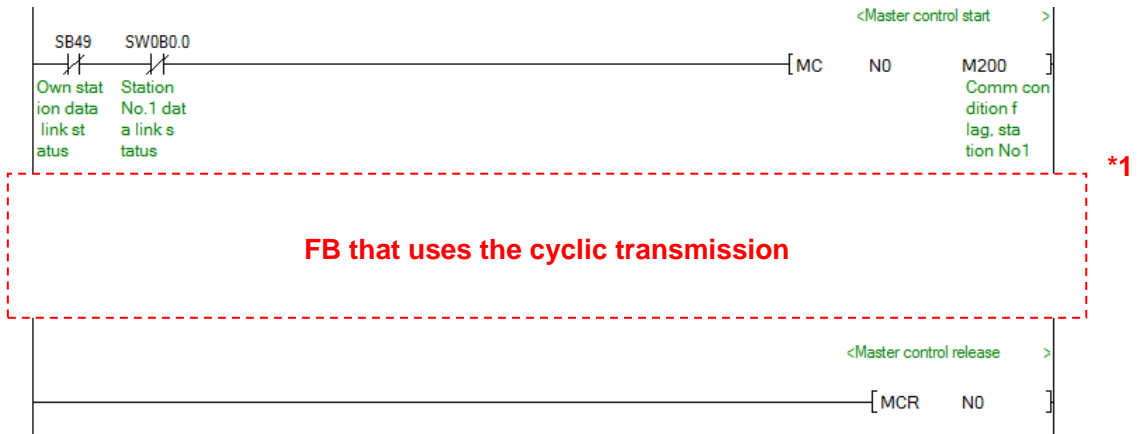 <Master control start >
SB49 SW0B0.0
MC N0 M200
Own stat
ion data
link st
atus
Station
No.1 dat
a link s
tatus
Comm con
dition f
lag, sta
tion No1
*1
FB that uses the cyclic transmission
<Master control release >
MCR N0